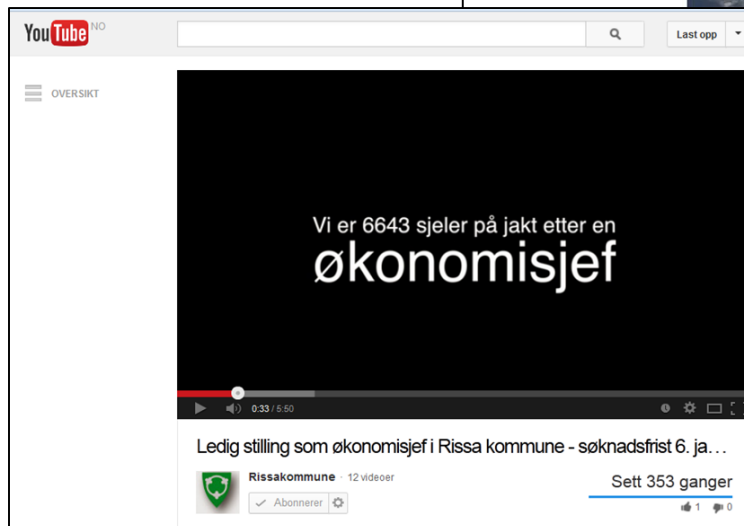 YouTube NO
Last opp
OVERSIKT
Vi er 6643 sjeler på jakt etter en
økonomisjef
0:33 / 5:50
Ledig stilling som økonomisjef i Rissa kommune - søknadsfrist 6. ja...
Rissakommune · 12 videoer
Abonnerer
Sett 353 ganger
1 0